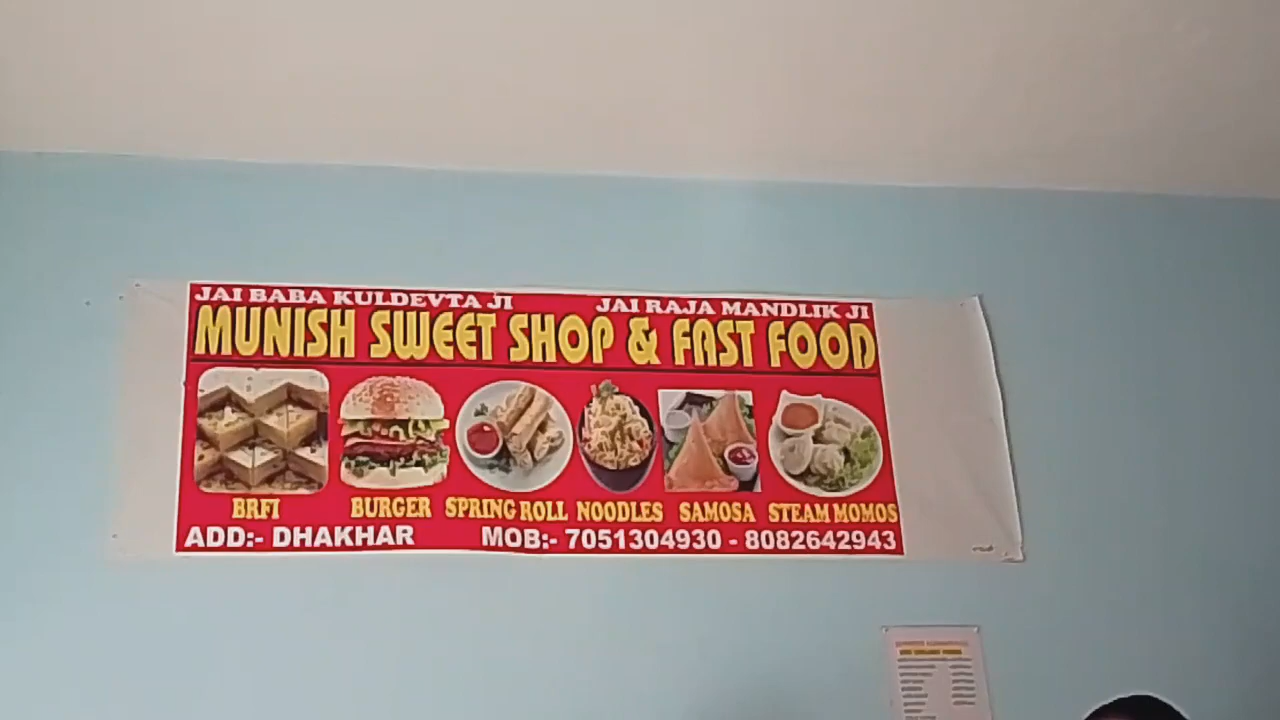 JAI BABA KULDEVTA JI JAI RAJA MANDLIK JI
MUNISH SWEET SHOP & FAST FOOD
BRFI BURGER SPRING ROLL NOODLES SAMOSA STEAM MOMOS
ADD:- DHAKHAR MOB:- 7051304930 - 8082642943